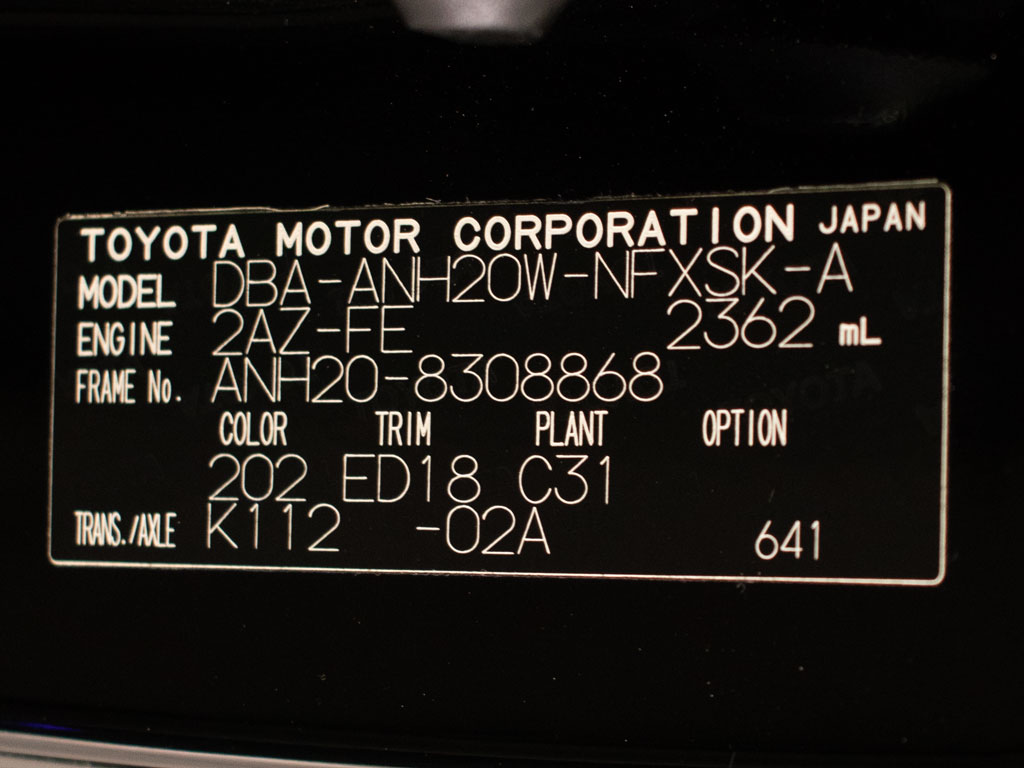 TOYOTA MOTOR CORPORATION JAPAN
MODEL DBA-ANH20W-NFXSK-A
ENGINE 2AZ-FE 2362 mL
FRAME No. ANH20-8308868
COLOR TRIM PLANT OPTION
202 ED18 C31
TRANS./AXLE K112 -02A 641